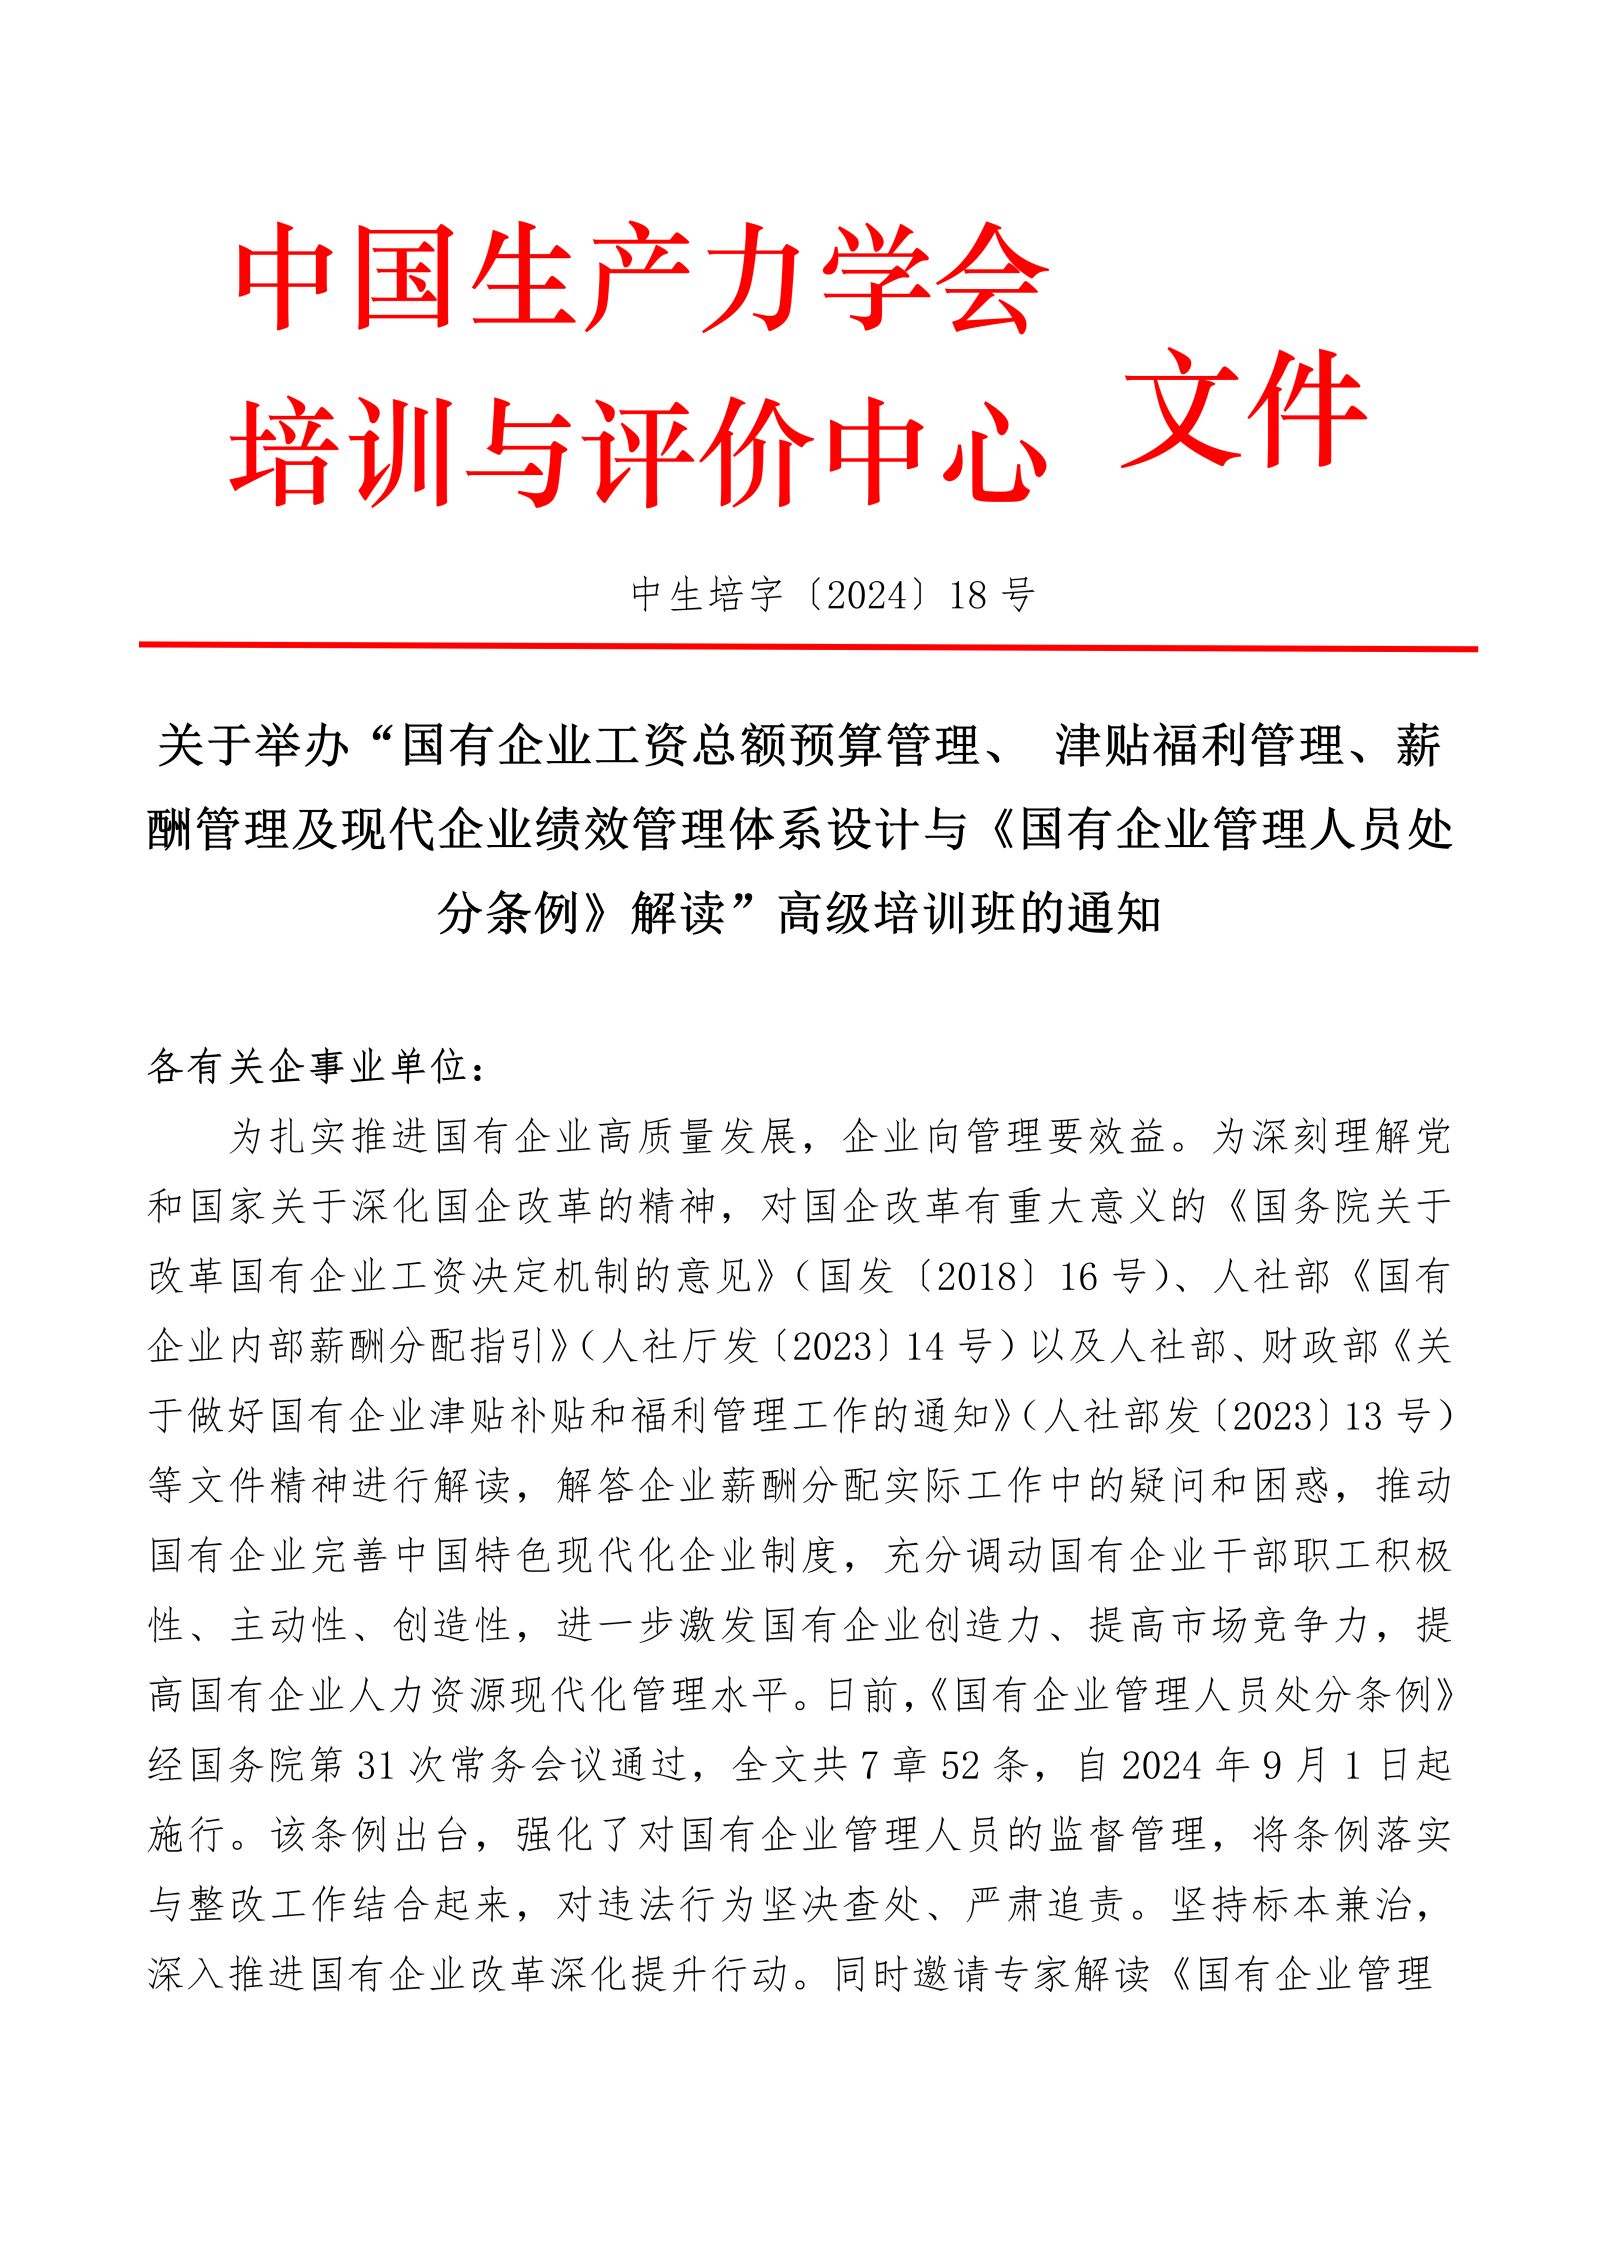 中国生产力学会
培训与评价中心
文件
中生培字〔2024〕18 号
关于举办“国有企业工资总额预算管理、 津贴福利管理、薪
酬管理及现代企业绩效管理体系设计与《国有企业管理人员处
分条例》解读”高级培训班的通知
各有关企事业单位：
为扎实推进国有企业高质量发展，企业向管理要效益。为深刻理解党
和国家关于深化国企改革的精神，对国企改革有重大意义的《国务院关于
改革国有企业工资决定机制的意见》（国发〔2018〕16 号）、人社部《国有
企业内部薪酬分配指引》（人社厅发〔2023〕14 号）以及人社部、财政部《关
于做好国有企业津贴补贴和福利管理工作的通知》（人社部发〔2023〕13 号）
等文件精神进行解读，解答企业薪酬分配实际工作中的疑问和困惑，推动
国有企业完善中国特色现代化企业制度，充分调动国有企业干部职工积极
性、主动性、创造性，进一步激发国有企业创造力、提高市场竞争力，提
高国有企业人力资源现代化管理水平。日前，《国有企业管理人员处分条例》
经国务院第 31 次常务会议通过，全文共 7 章 52 条，自 2024 年 9 月 1 日起
施行。该条例出台，强化了对国有企业管理人员的监督管理，将条例落实
与整改工作结合起来，对违法行为坚决查处、严肃追责。坚持标本兼治，
深入推进国有企业改革深化提升行动。同时邀请专家解读《国有企业管理